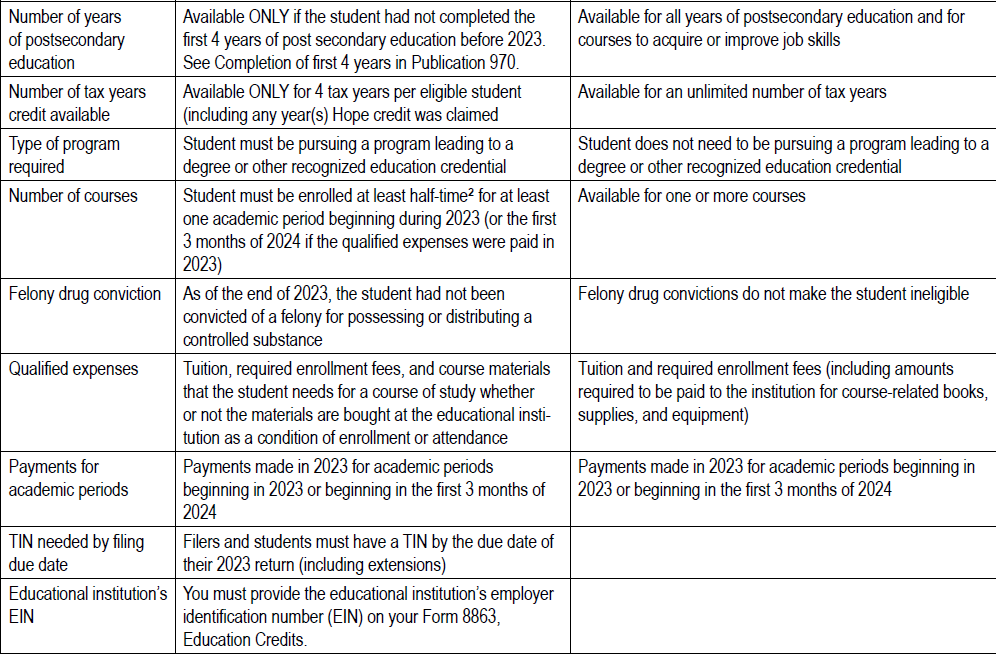 Number of years
of postsecondary
education
Available ONLY if the student had not completed the
first 4 years of post secondary education before 2023.
See Completion of first 4 years in Publication 970.
Available for all years of postsecondary education and for
courses to acquire or improve job skills
Number of tax years
credit available
Available ONLY for 4 tax years per eligible student
(including any year(s) Hope credit was claimed
Available for an unlimited number of tax years
Type of program
required
Student must be pursuing a program leading to a
degree or other recognized education credential
Student does not need to be pursuing a program leading to a
degree or other recognized education credential
Number of courses
Student must be enrolled at least half-time² for at least
one academic period beginning during 2023 (or the first
3 months of 2024 if the qualified expenses were paid in
2023)
Available for one or more courses
Felony drug conviction
As of the end of 2023, the student had not been
convicted of a felony for possessing or distributing a
controlled substance
Felony drug convictions do not make the student ineligible
Qualified expenses
Tuition, required enrollment fees, and course materials
that the student needs for a course of study whether
or not the materials are bought at the educational insti-
tution as a condition of enrollment or attendance
Tuition and required enrollment fees (including amounts
required to be paid to the institution for course-related books,
supplies, and equipment)
Payments for
academic periods
Payments made in 2023 for academic periods
beginning in 2023 or beginning in the first 3 months of
2024
Payments made in 2023 for academic periods beginning in
2023 or beginning in the first 3 months of 2024
TIN needed by filing
due date
Filers and students must have a TIN by the due date of
their 2023 return (including extensions)
Educational institution's
EIN
You must provide the educational institution's employer
identification number (EIN) on your Form 8863,
Education Credits.